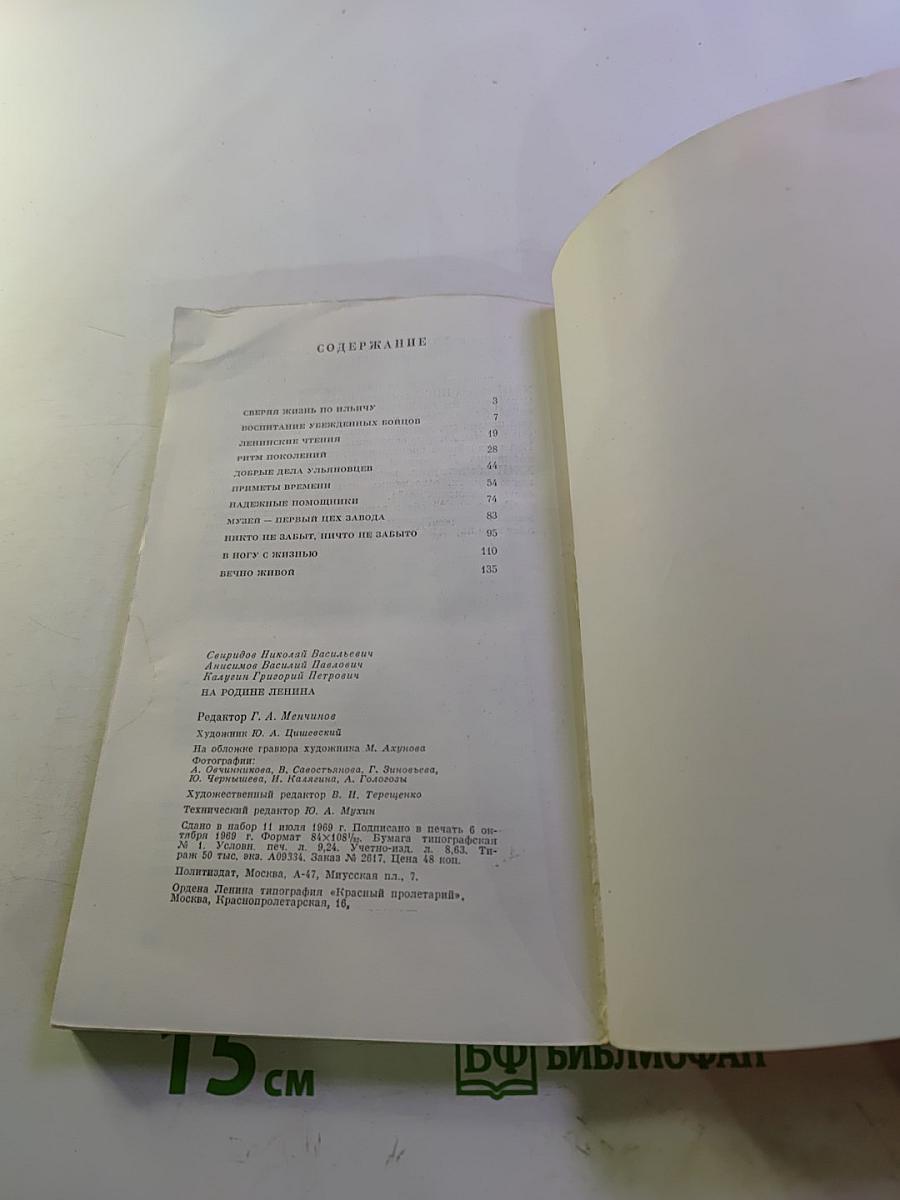 СОДЕРЖАНИЕ
СВЕРЯЯ ЖИЗНЬ ПО ИЛЬИЧУ 3
ВОСПИТАНИЕ УБЕЖДЕННЫХ БОЙЦОВ 7
ЛЕНИНСКИЕ ЧТЕНИЯ 19
РИТМ ПОКОЛЕНИЙ 28
ДОБРЫЕ ДЕЛА УЛЬЯНОВЦЕВ 44
ПРИМЕТЫ ВРЕМЕНИ 54
НАДЕЖНЫЕ ПОМОЩНИКИ 74
МУЗЕЙ — ПЕРВЫЙ ЦЕХ ЗАВОДА 83
НИКТО НЕ ЗАБЫТ, НИЧТО НЕ ЗАБЫТО 95
В НОГУ С ЖИЗНЬЮ 110
ВЕЧНО ЖИВОЙ 135
Свиридов Николай Васильевич
Анисимов Василий Павлович
Калугин Григорий Петрович
НА РОДИНЕ ЛЕНИНА
Редактор Г. А. Менчинов
Художник Ю. А. Цишевский
На обложке гравюра художника М. Ахунова
Фотографии:
А. Овчинникова, В. Савостьянова, Г. Зиновьева,
Ю. Чернышева, И. Калягина, А. Гологозы
Художественный редактор В. И. Терещенко
Технический редактор Ю. А. Мухин
Сдано в набор 11 июля 1969 г. Подписано в печать 6 ок-
тября 1969 г. Формат 84×108¹/₃₂. Бумага типографская
№ 1. Условн. печ. л. 9,24. Учетно-изд. л. 8,63. Ти-
раж 50 тыс. экз. А09334. Заказ № 2617. Цена 48 коп.
Политиздат, Москва, А-47, Миусская пл., 7.
Ордена Ленина типография «Красный пролетарий».
Москва, Краснопролетарская, 16.
15 см
БФ БИБЛИОФАН